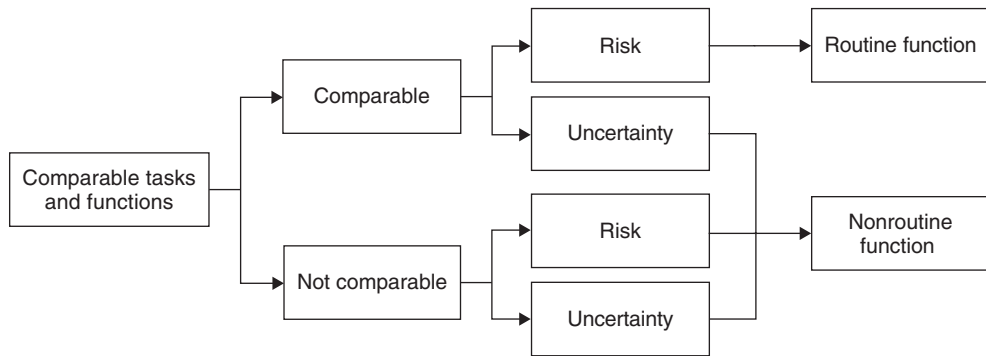 Risk
Routine function
Comparable
Uncertainty
Comparable tasks
and functions
Risk
Nonroutine
function
Not comparable
Uncertainty